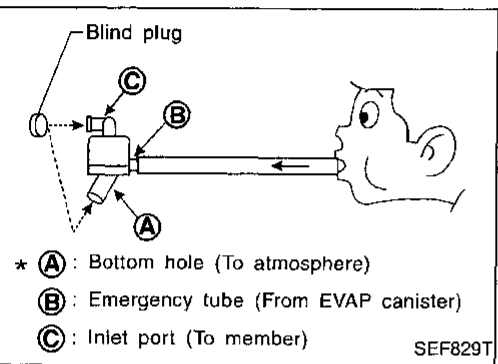 Blind plug
C
B
A
* A : Bottom hole (To atmosphere)
B : Emergency tube (From EVAP canister)
C : Inlet port (To member)
SEF829T